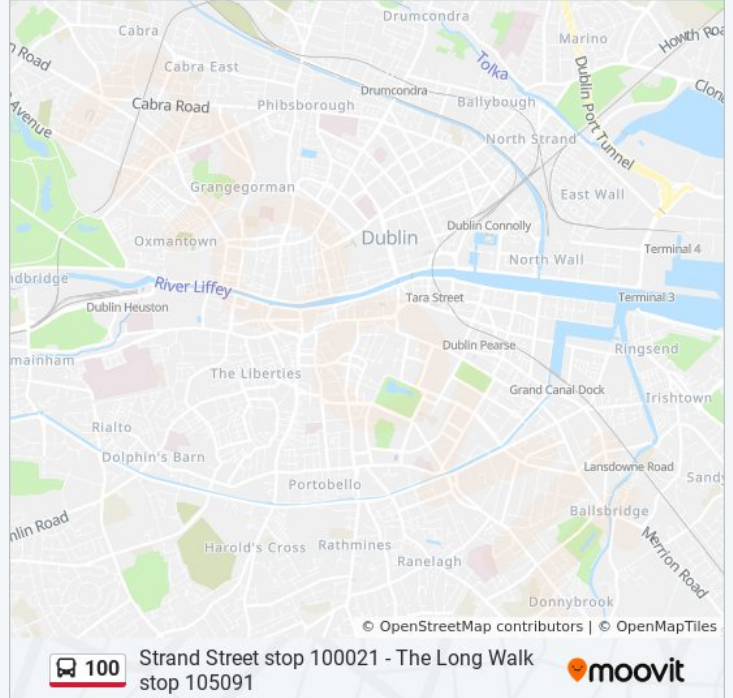 Drumcondra
Cabra
Marino
Howth Roa
n Road
Cabra East
Tolka
Avenue
Cabra Road
Phibsborough
Drumcondra
Ballybough
Dublin Port Tunnel
Clont
North Strand
Grangegorman
East Wall
Oxmantown
Dublin
Dublin Connolly
Terminal 4
North Wall
ndbridge
River Liffey
Dublin Heuston
Tara Street
Terminal 3
mainham
Dublin Pearse
Ringsend
The Liberties
Grand Canal Dock
Irishtown
Rialto
Dolphin's Barn
Lansdowne Road
Sandy
Portobello
Ballsbridge
mlin Road
Harold's Cross
Rathmines
Ranelagh
Merrion Road
Donnybrook
© OpenStreetMap contributors | © OpenMapTiles
100
Strand Street stop 100021 - The Long Walk
stop 105091
moovit